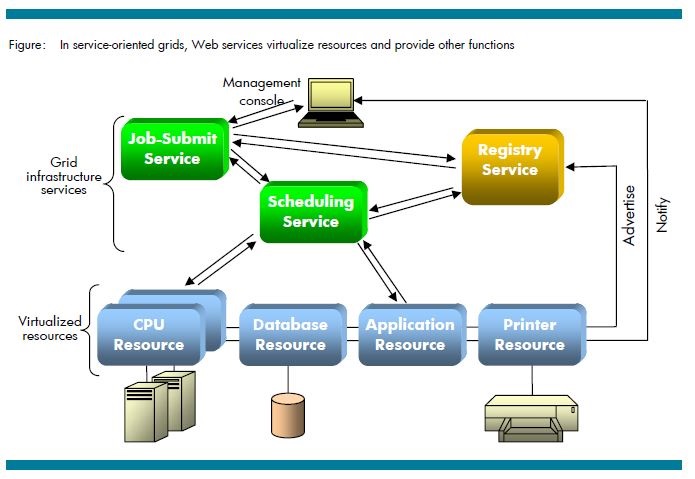 Figure: In service-oriented grids, Web services virtualize resources and provide other functions
Management
console
Job-Submit
Service
Registry
Service
Grid
infrastructure
services
Scheduling
Service
Advertise
Notify
Virtualized
resources
CPU
Resource
Database
Resource
Application
Resource
Printer
Resource